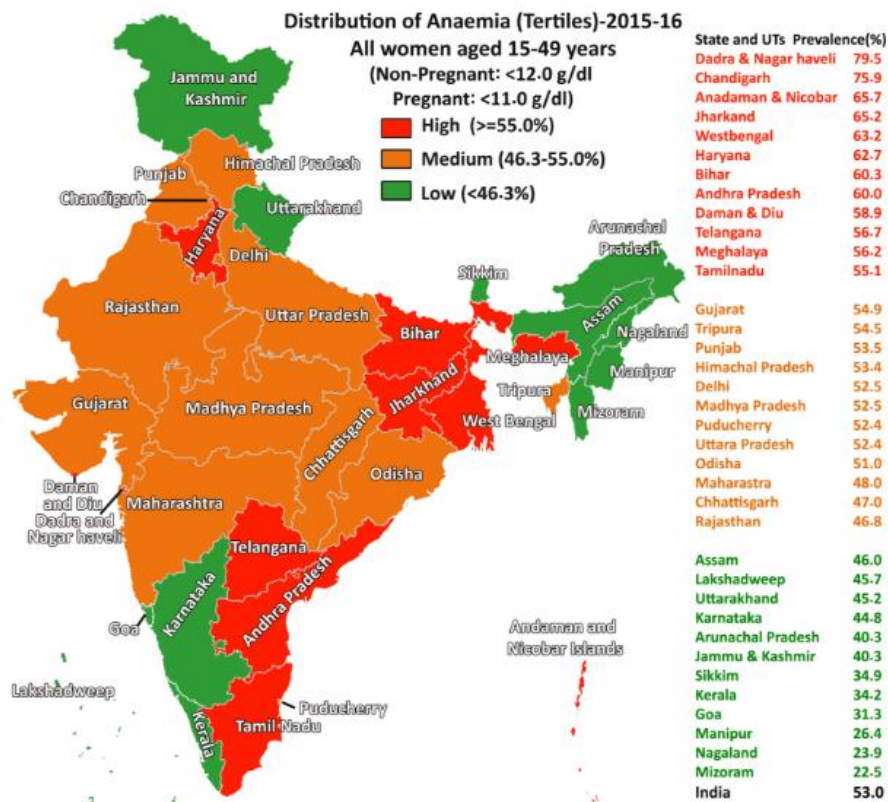 Distribution of Anaemia (Tertiles)-2015-16
All women aged 15-49 years
(Non-Pregnant: <12.0 g/dl
Pregnant: <11.0 g/dl)
High (>=55.0%)
Medium (46.3-55.0%)
Low (<46.3%)
Jammu and
Kashmir
Himachal Pradesh
Punjab
Chandigarh
Uttarakhand
Haryana
Delhi
Arunachal
Pradesh
Sikkim
Rajasthan
Uttar Pradesh
Bihar
Assam
Nagaland
Meghalaya
Manipur
Jharkhand
Tripura
Gujarat
Madhya Pradesh
West Bengal
Mizoram
Chhattisgarh
Odisha
Daman
and Diu
Dadra and
Nagar haveli
Maharashtra
Telangana
Karnataka
Andhra Pradesh
Goa
Andaman and
Nicobar Islands
Lakshadweep
Puducherry
Kerala
Tamil Nadu
State and UTs Prevalence(%)
Dadra & Nagar haveli 79.5
Chandigarh 75.9
Anadaman & Nicobar 65.7
Jharkand 65.2
Westbengal 63.2
Haryana 62.7
Bihar 60.3
Andhra Pradesh 60.0
Daman & Diu 58.9
Telangana 56.7
Meghalaya 56.2
Tamilnadu 55.1
Gujarat 54.9
Tripura 54.5
Punjab 53.5
Himachal Pradesh 53.4
Delhi 52.5
Madhya Pradesh 52.5
Puducherry 52.4
Uttara Pradesh 52.4
Odisha 51.0
Maharastra 48.0
Chhattisgarh 47.0
Rajasthan 46.8
Assam 46.0
Lakshadweep 45.7
Uttarakhand 45.2
Karnataka 44.8
Arunachal Pradesh 40.3
Jammu & Kashmir 40.3
Sikkim 34.9
Kerala 34.2
Goa 31.3
Manipur 26.4
Nagaland 23.9
Mizoram 22.5
India 53.0